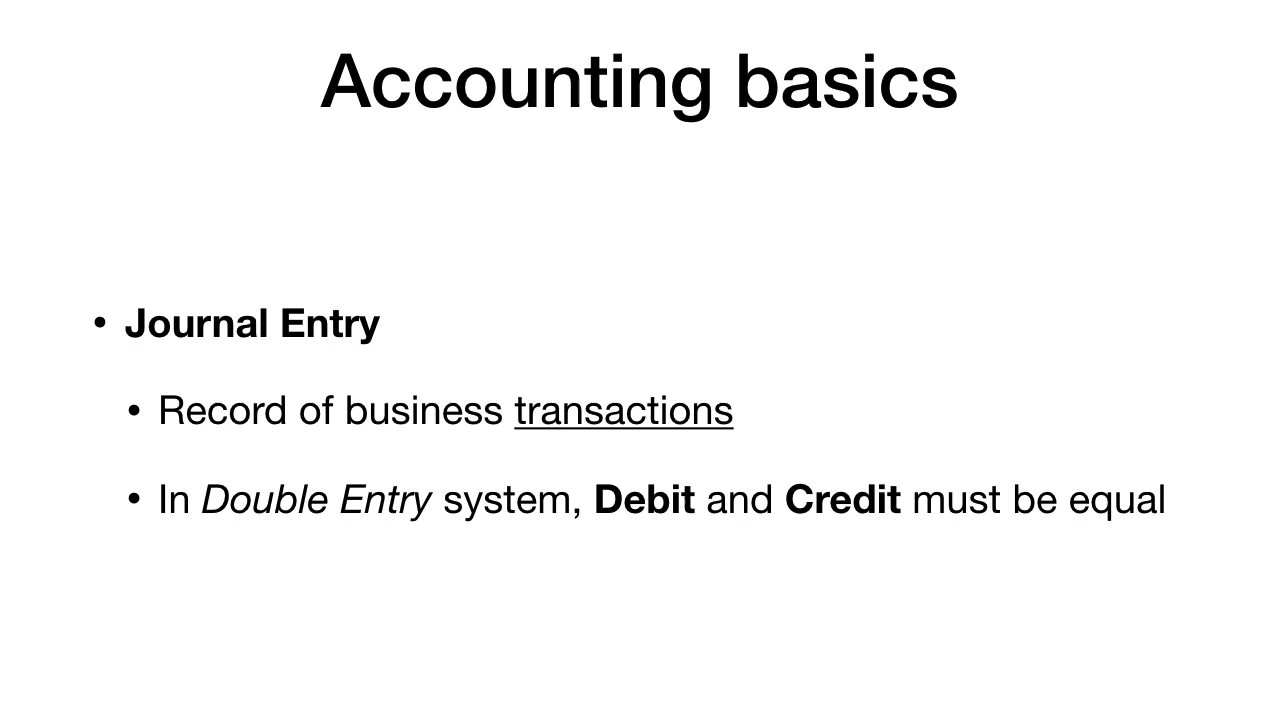 Accounting basics
• Journal Entry
• Record of business transactions
• In Double Entry system, Debit and Credit must be equal